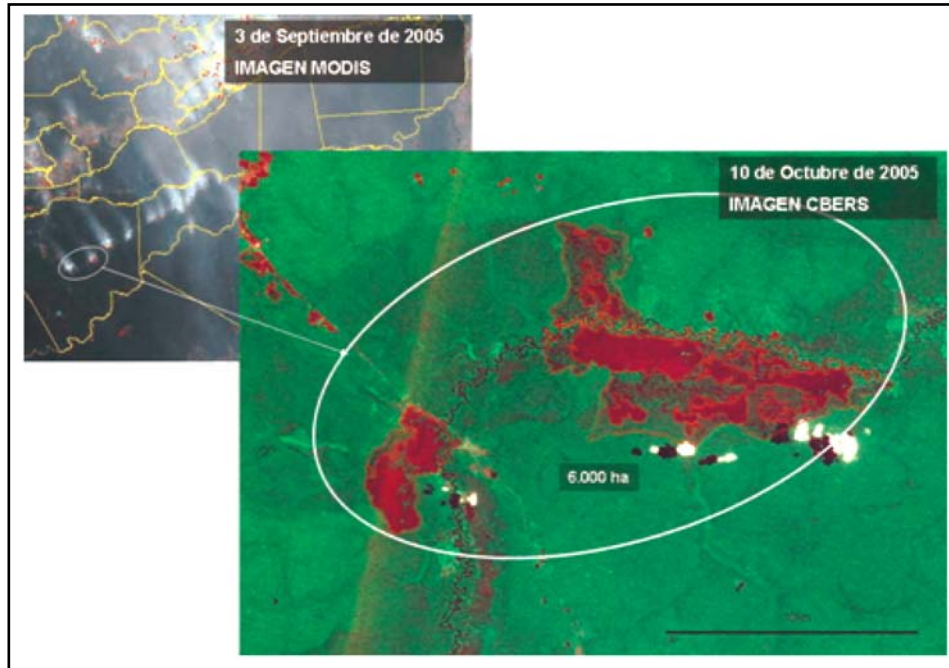 3 de Septiembre de 2005
IMAGEN MODIS
10 de Octubre de 2005
IMAGEN CBERS
6.000 ha